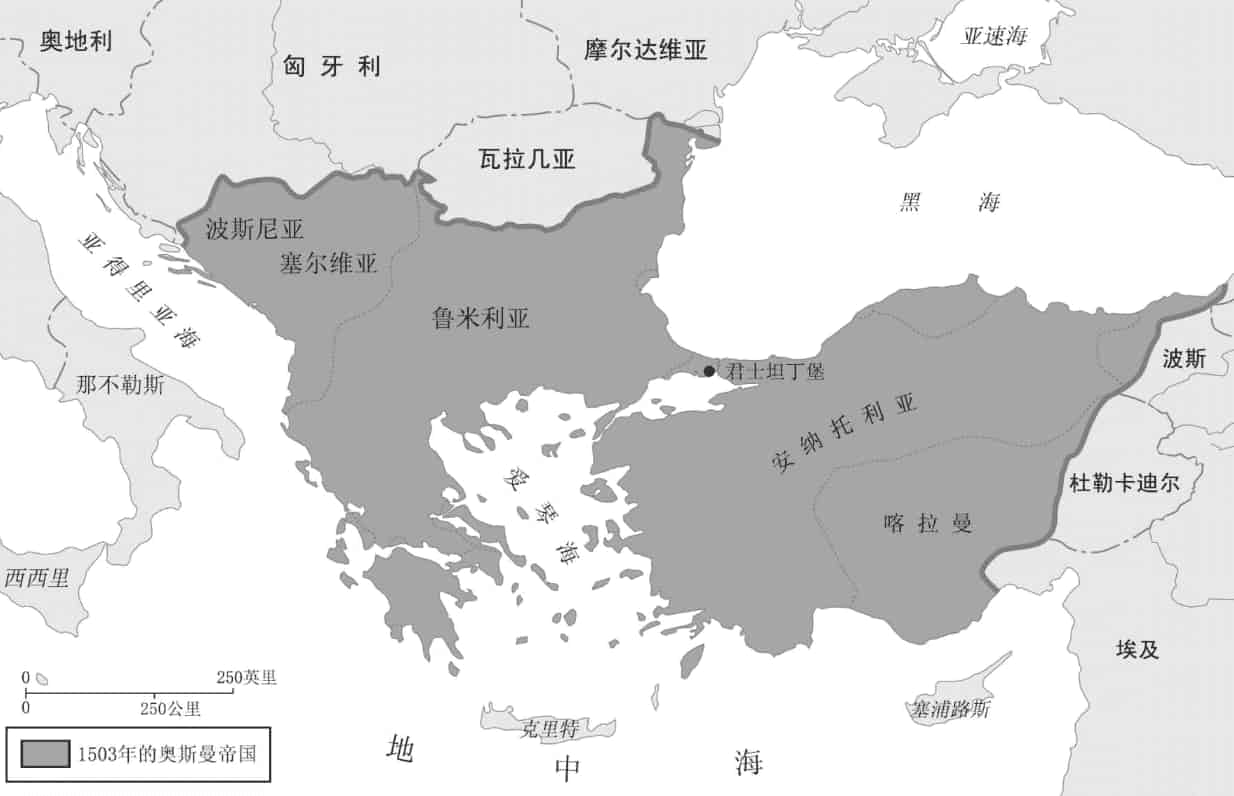 奥地利
匈牙利
摩尔达维亚
亚速海
瓦拉几亚
黑海
波斯尼亚
塞尔维亚
亚得里亚海
鲁米利亚
君士坦丁堡
波斯
那不勒斯
安纳托利亚
爱琴海
杜勒卡迪尔
喀拉曼
西西里
埃及
0 250英里
0 250公里
塞浦路斯
克里特
地中海
1503年的奥斯曼帝国